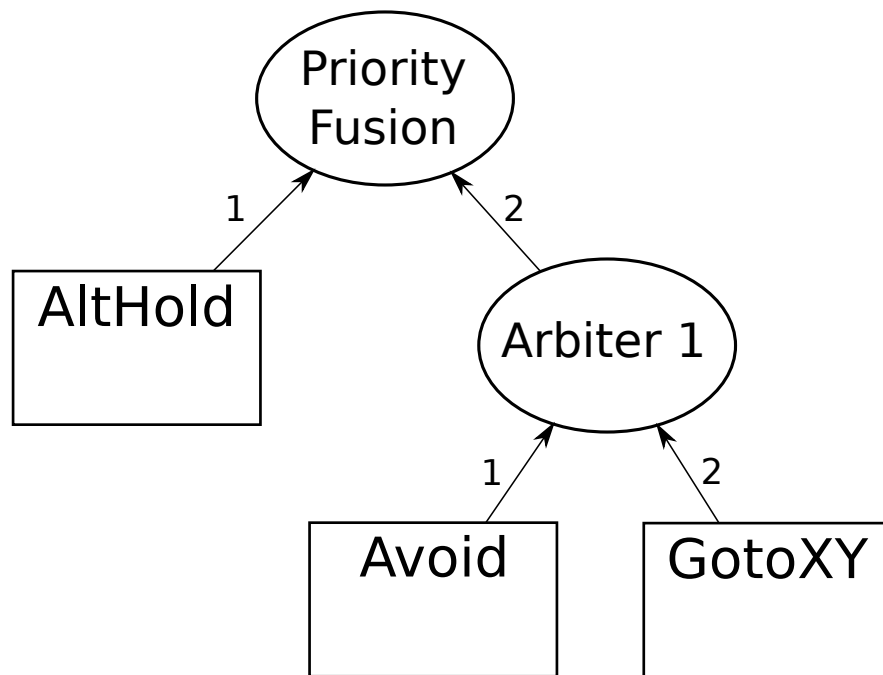 Priority
Fusion
1
2
AltHold
Arbiter 1
1
2
Avoid
GotoXY